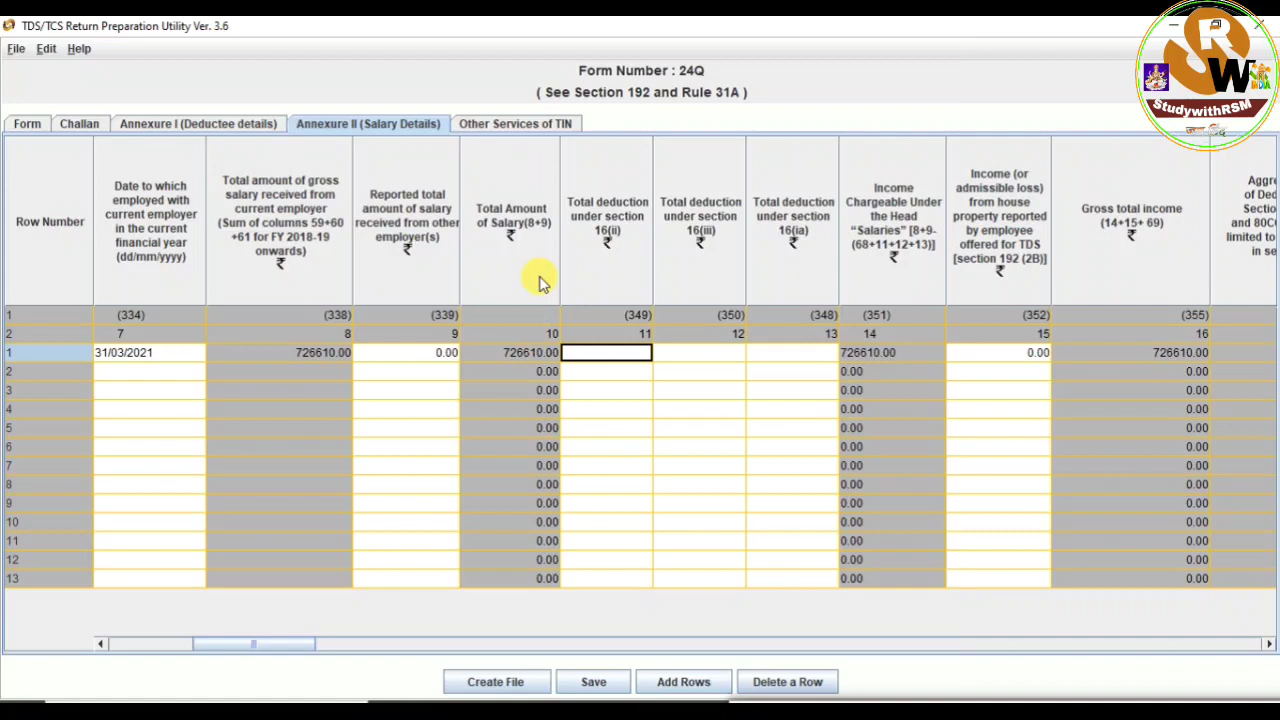 TDS/TCS Return Preparation Utility Ver. 3.6
File Edit Help
Form Number : 24Q
( See Section 192 and Rule 31A )
Form Challan Annexure I (Deductee details) Annexure II (Salary Details) Other Services of TIN
Row Number
Date to which
employed with
current employer
in the current
financial year
(dd/mm/yyyy)
Total amount of gross
salary received from
current employer
(Sum of columns 59+60
+61 for FY 2018-19
onwards)
₹
Reported total
amount of salary
received from other
employer(s)
₹
Total Amount
of Salary(8+9)
₹
Total deduction
under section
16(ii)
₹
Total deduction
under section
16(iii)
₹
Total deduction
under section
16(ia)
₹
Income
Chargeable Under
the Head
“Salaries” [8+9-
(68+11+12+13)]
₹
Income (or
admissible loss)
from house
property reported
by employee
offered for TDS
[section 192 (2B)]
₹
Gross total income
(14+15+ 69)
₹
Aggre
of Dec
Sectio
and 80C
limited to
in se
1 (334) (338) (339) (349) (350) (348) (351) (352) (355)
2 7 8 9 10 11 12 13 14 15 16
1 31/03/2021 726610.00 0.00 726610.00 726610.00 0.00 726610.00
2 0.00 0.00 0.00
3 0.00 0.00 0.00
4 0.00 0.00 0.00
5 0.00 0.00 0.00
6 0.00 0.00 0.00
7 0.00 0.00 0.00
8 0.00 0.00 0.00
9 0.00 0.00 0.00
10 0.00 0.00 0.00
11 0.00 0.00 0.00
12 0.00 0.00 0.00
13 0.00 0.00 0.00
Create File Save Add Rows Delete a Row
R
W
INDIA
StudywithRSM